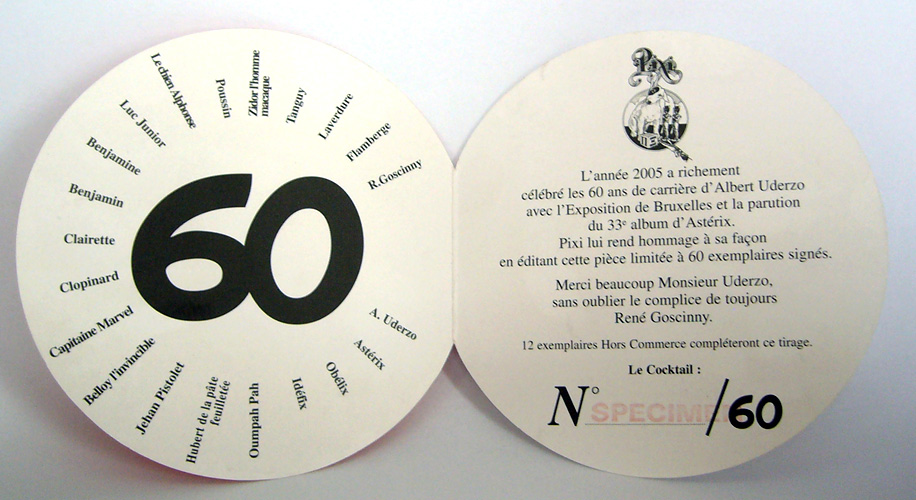 R.Goscinny
Flamberge
Laverdure
Tanguy
Zidor l'homme
macaque
Poussin
Le chien Alphonse
Luc Junior
Benjamine
Benjamin
Clairette
Clopinard
Capitaine Marvel
Belloy l'invincible
Jehan Pistolet
Hubert de la pâte
feuilletée
Oumpah Pah
Idéfix
Obélix
Astérix
A. Uderzo
60
Pixi
L'année 2005 a richement
célébré les 60 ans de carrière d'Albert Uderzo
avec l'Exposition de Bruxelles et la parution
du 33e album d'Astérix.
Pixi lui rend hommage à sa façon
en éditant cette pièce limitée à 60 exemplaires signés.
Merci beaucoup Monsieur Uderzo,
sans oublier le complice de toujours
René Goscinny.
12 exemplaires Hors Commerce compléteront ce tirage.
Le Cocktail :
N° SPECIMEN /60